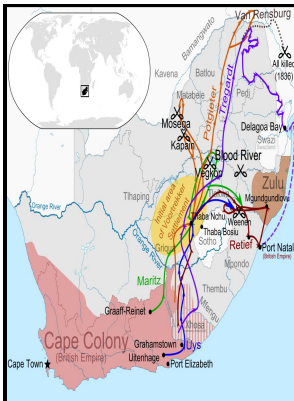 Van Rensburg
Bamangwato
All killed
(1836)
Kavena
Batlou
Matabele
Pedi
Potgieter
Tregardt
Mosega
Kapain
Delagoa Bay
Swazi
Blood River
Vegkop
Zulu
Tlhaping
Initial area
of Voortrekker
Settlement
Mgundgundlovu
Weenen
Orange River
Thaba Nchu
Thaba Bosiu
Sotho
Retief
Port Natal
(British Empire)
Orange
River
Griqua
Mpondo
Maritz
Thembu
Mfengu
Graaff-Reinet
Xhosa
Cape Colony
(British Empire)
Grahamstown
Uys
Uitenhage
Cape Town
Port Elizabeth